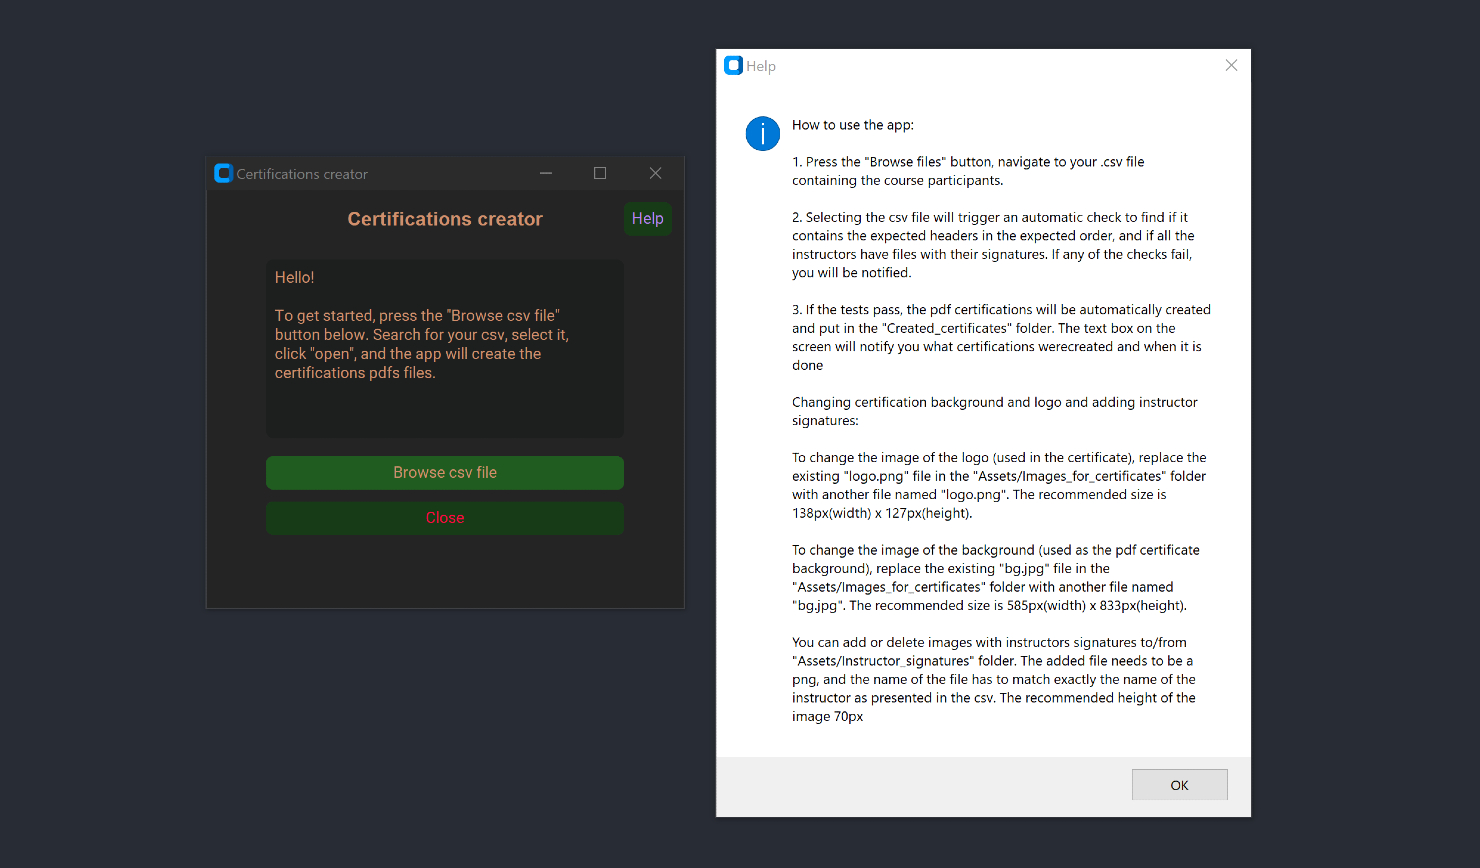 Certifications creator
Certifications creator
Help
Hello!
To get started, press the "Browse csv file"
button below. Search for your csv, select it,
click "open", and the app will create the
certifications pdfs files.
Browse csv file
Close
Help
How to use the app:
1. Press the "Browse files" button, navigate to your .csv file
containing the course participants.
2. Selecting the csv file will trigger an automatic check to find if it
contains the expected headers in the expected order, and if all the
instructors have files with their signatures. If any of the checks fail,
you will be notified.
3. If the tests pass, the pdf certifications will be automatically created
and put in the "Created_certificates" folder. The text box on the
screen will notify you what certifications werecreated and when it is
done
Changing certification background and logo and adding instructor
signatures:
To change the image of the logo (used in the certificate), replace the
existing "logo.png" file in the "Assets/Images_for_certificates" folder
with another file named "logo.png". The recommended size is
138px(width) x 127px(height).
To change the image of the background (used as the pdf certificate
background), replace the existing "bg.jpg" file in the
"Assets/Images_for_certificates" folder with another file named
"bg.jpg". The recommended size is 585px(width) x 833px(height).
You can add or delete images with instructors signatures to/from
"Assets/Instructor_signatures" folder. The added file needs to be a
png, and the name of the file has to match exactly the name of the
instructor as presented in the csv. The recommended height of the
image 70px
OK